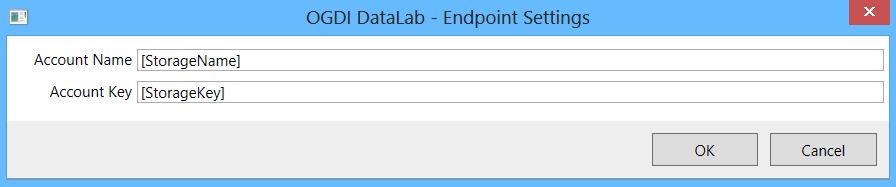 OGDI DataLab - Endpoint Settings
Account Name [StorageName]
Account Key [StorageKey]
OK Cancel